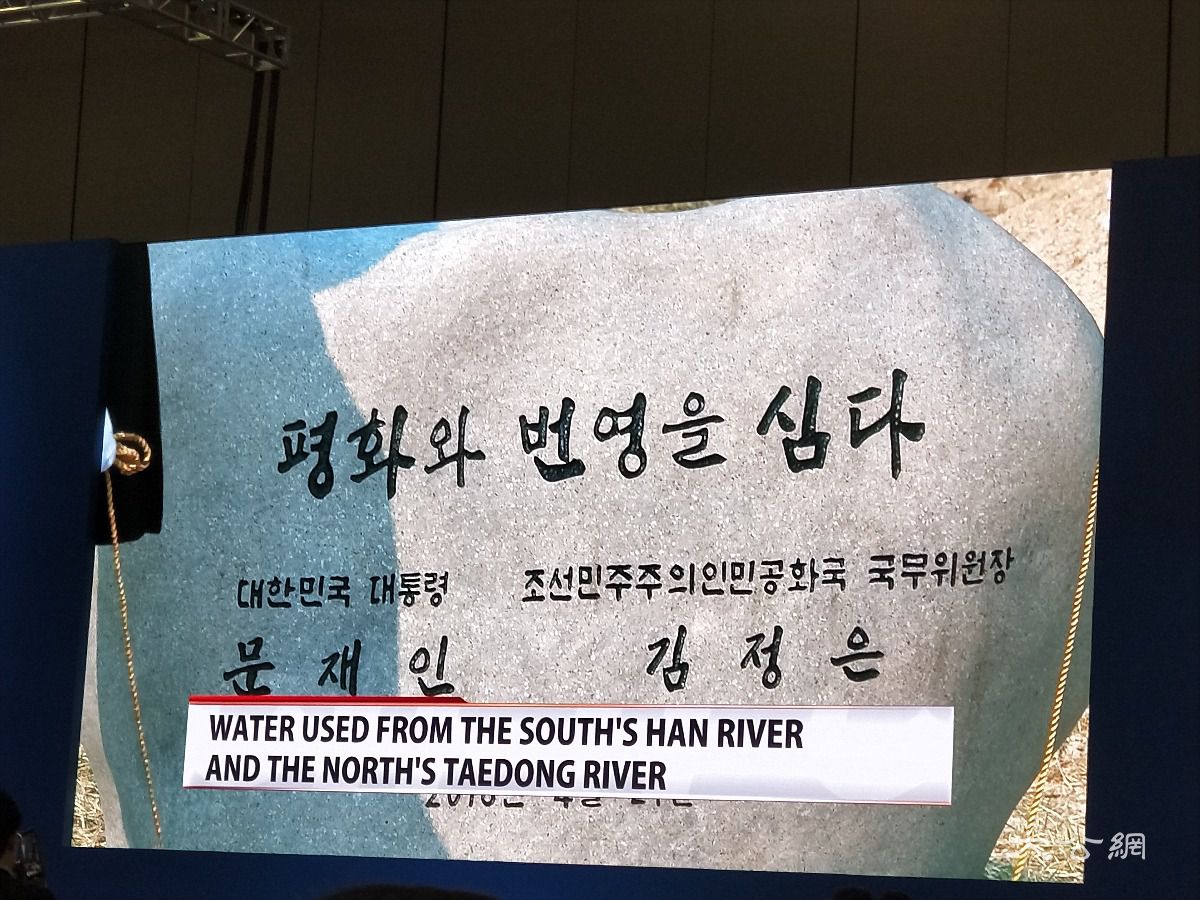 평화와 번영을 심다
대한민국 대통령 조선민주주의인민공화국 국무위원장
문 재 인 김 정 은
WATER USED FROM THE SOUTH'S HAN RIVER
AND THE NORTH'S TAEDONG RIVER
公網